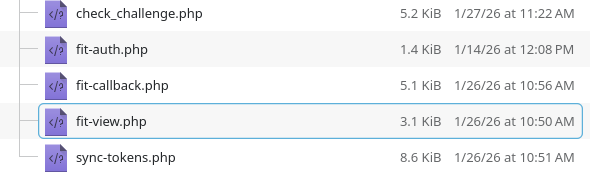 check_challenge.php 5.2 KiB 1/27/26 at 11:22 AM
fit-auth.php 1.4 KiB 1/14/26 at 12:08 PM
fit-callback.php 5.1 KiB 1/26/26 at 10:56 AM
fit-view.php 3.1 KiB 1/26/26 at 10:50 AM
sync-tokens.php 8.6 KiB 1/26/26 at 10:51 AM